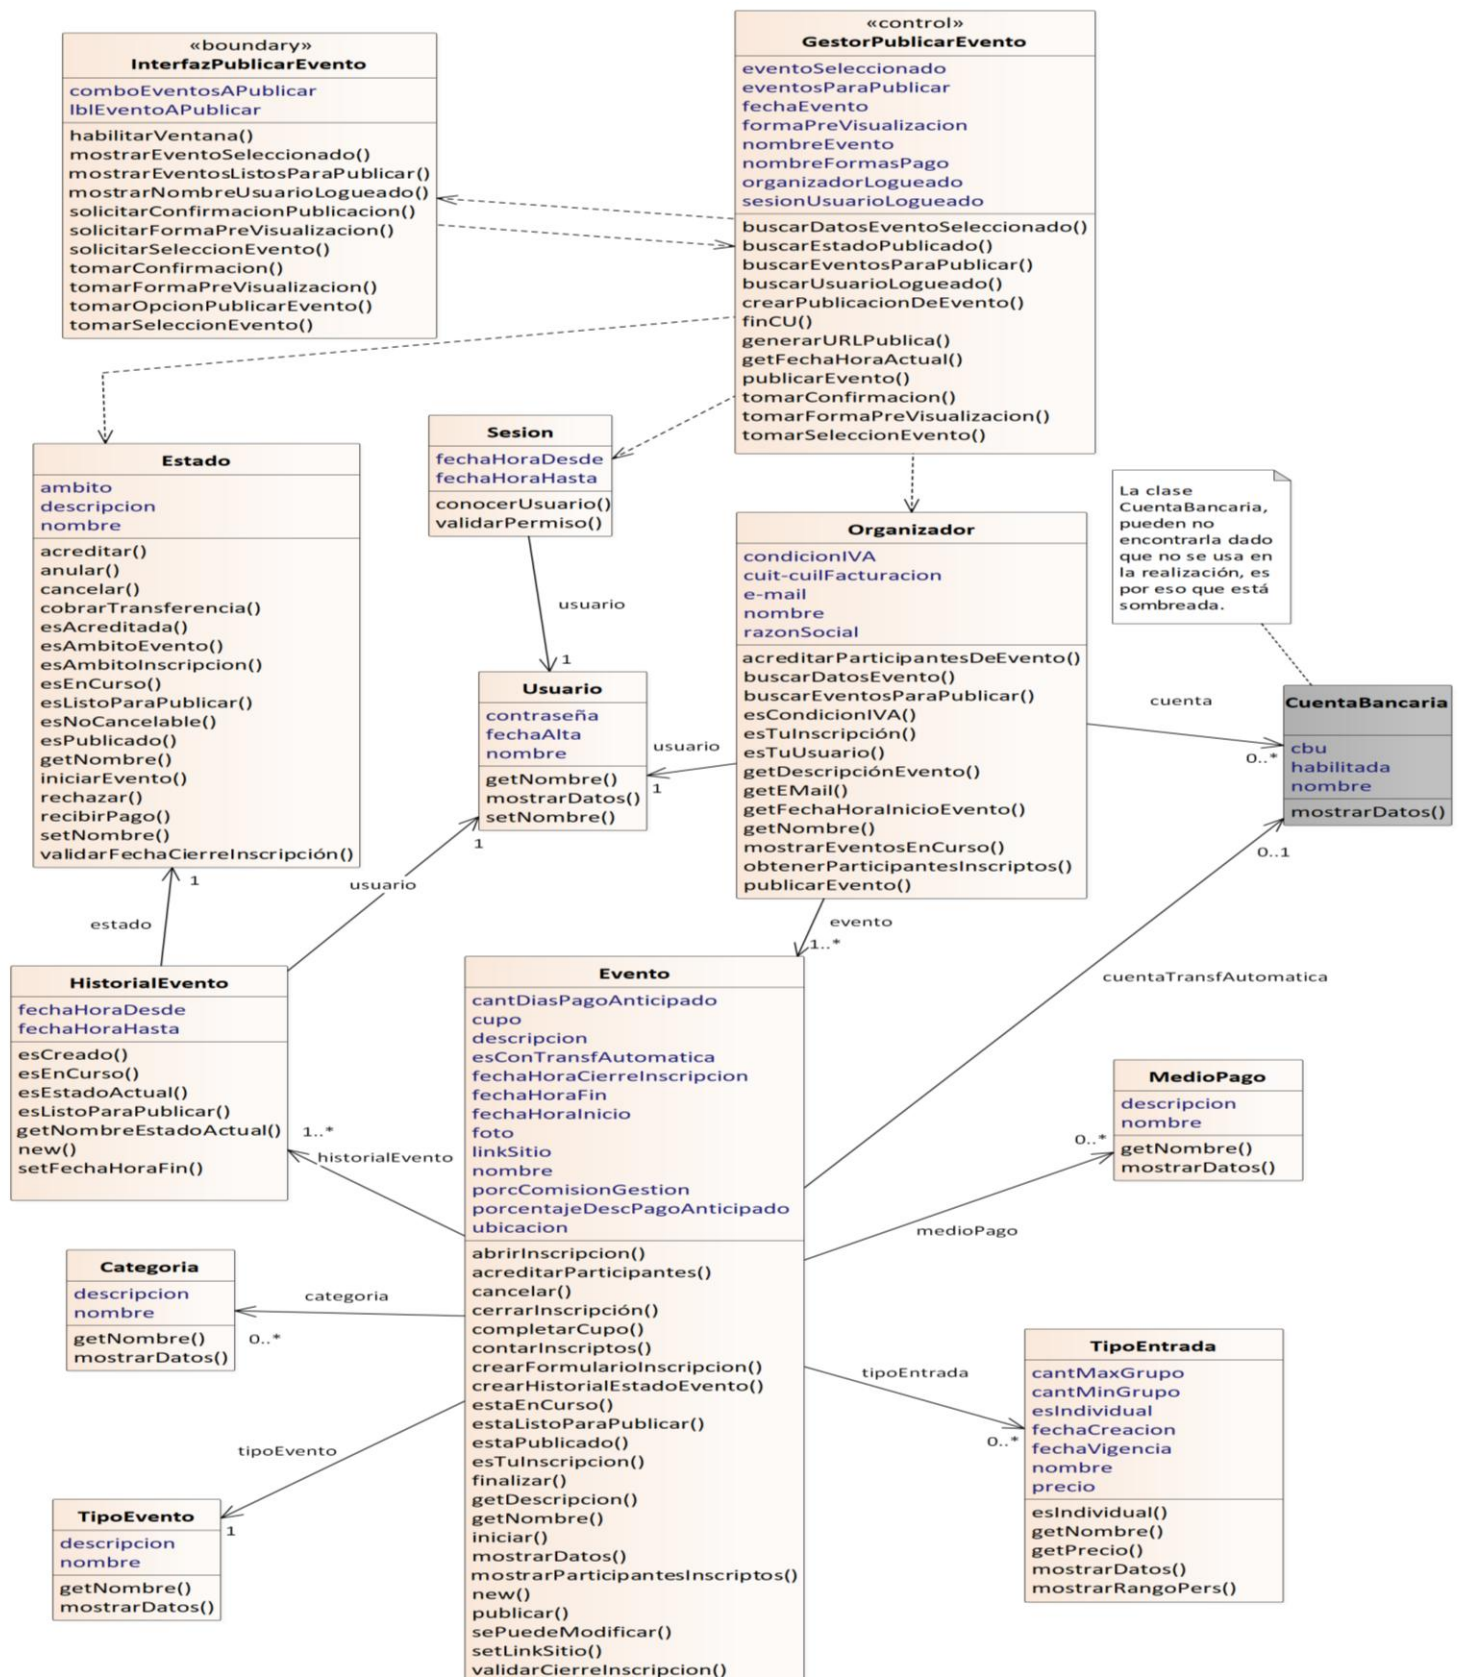 «boundary»
InterfazPublicarEvento
comboEventosAPublicar
lblEventoAPublicar
habilitarVentana()
mostrarEventoSeleccionado()
mostrarEventosListosParaPublicar()
mostrarNombreUsuarioLogueado()
solicitarConfirmacionPublicacion()
solicitarFormaPreVisualizacion()
solicitarSeleccionEvento()
tomarConfirmacion()
tomarFormaPreVisualizacion()
tomarOpcionPublicarEvento()
tomarSeleccionEvento()
«control»
GestorPublicarEvento
eventoSeleccionado
eventosParaPublicar
fechaEvento
formaPreVisualizacion
nombreEvento
nombreFormasPago
organizadorLogueado
sesionUsuarioLogueado
buscarDatosEventoSeleccionado()
buscarEstadoPublicado()
buscarEventosParaPublicar()
buscarUsuarioLogueado()
crearPublicacionDeEvento()
finCU()
generarURLPublica()
getFechaHoraActual()
publicarEvento()
tomarConfirmacion()
tomarFormaPreVisualizacion()
tomarSeleccionEvento()
Estado
ambito
descripcion
nombre
acreditar()
anular()
cancelar()
cobrarTransferencia()
esAcreditada()
esAmbitoEvento()
esAmbitoInscripcion()
esEnCurso()
esListoParaPublicar()
esNoCancelable()
esPublicado()
getNombre()
iniciarEvento()
rechazar()
recibirPago()
setNombre()
validarFechaCierreInscripción()
Sesion
fechaHoraDesde
fechaHoraHasta
conocerUsuario()
validarPermiso()
usuario
1
Usuario
contraseña
fechaAlta
nombre
getNombre()
mostrarDatos()
setNombre()
usuario
1
Organizador
condicionIVA
cuit-cuilFacturacion
e-mail
nombre
razonSocial
acreditarParticipantesDeEvento()
buscarDatosEvento()
buscarEventosParaPublicar()
esCondicionIVA()
esTuInscripción()
esTuUsuario()
getDescripciónEvento()
getEMail()
getFechaHoraInicioEvento()
getNombre()
mostrarEventosEnCurso()
obtenerParticipantesInscriptos()
publicarEvento()
La clase
CuentaBancaria,
pueden no
encontrarla dado
que no se usa en
la realización, es
por eso que está
sombreada.
cuenta
0..*
CuentaBancaria
cbu
habilitada
nombre
mostrarDatos()
0..1
1
estado
usuario
1
evento
1..*
cuentaTransfAutomatica
HistorialEvento
fechaHoraDesde
fechaHoraHasta
esCreado()
esEnCurso()
esEstadoActual()
esListoParaPublicar()
getNombreEstadoActual()
new()
setFechaHoraFin()
1..*
historialEvento
Evento
cantDiasPagoAnticipado
cupo
descripcion
esConTransfAutomatica
fechaHoraCierreInscripcion
fechaHoraFin
fechaHoraInicio
foto
linkSitio
nombre
porcComisionGestion
porcentajeDescPagoAnticipado
ubicacion
abrirInscripcion()
acreditarParticipantes()
cancelar()
cerrarInscripción()
completarCupo()
contarInscriptos()
crearFormularioInscripcion()
crearHistorialEstadoEvento()
estaEnCurso()
estaListoParaPublicar()
estaPublicado()
esTuInscripcion()
finalizar()
getDescripcion()
getNombre()
iniciar()
mostrarDatos()
mostrarParticipantesInscriptos()
new()
publicar()
sePuedeModificar()
setLinkSitio()
validarCierreInscripcion()
MedioPago
descripcion
nombre
getNombre()
mostrarDatos()
0..*
medioPago
Categoria
descripcion
nombre
getNombre()
mostrarDatos()
categoria
0..*
tipoEntrada
0..*
TipoEntrada
cantMaxGrupo
cantMinGrupo
esIndividual
fechaCreacion
fechaVigencia
nombre
precio
esIndividual()
getNombre()
getPrecio()
mostrarDatos()
mostrarRangoPers()
tipoEvento
1
TipoEvento
descripcion
nombre
getNombre()
mostrarDatos()